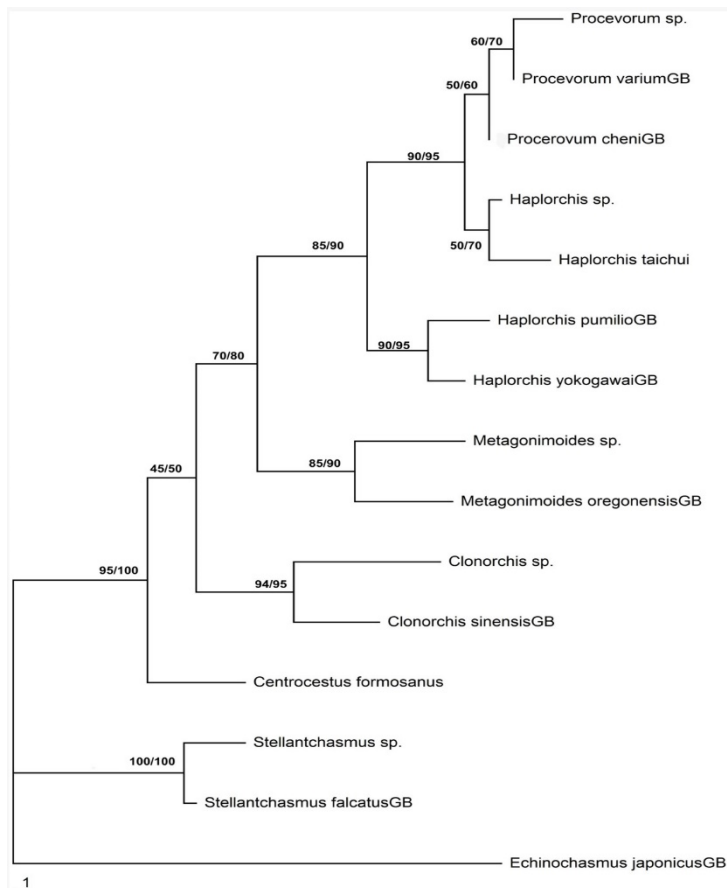 60/70
Procevorum sp.
50/60
Procevorum variumGB
90/95
Procerovum cheniGB
Haplorchis sp.
85/90
50/70
Haplorchis taichui
Haplorchis pumilioGB
70/80
90/95
Haplorchis yokogawaiGB
Metagonimoides sp.
45/50
85/90
Metagonimoides oregonensisGB
Clonorchis sp.
95/100
94/95
Clonorchis sinensisGB
Centrocestus formosanus
Stellantchasmus sp.
100/100
Stellantchasmus falcatusGB
Echinochasmus japonicusGB
1